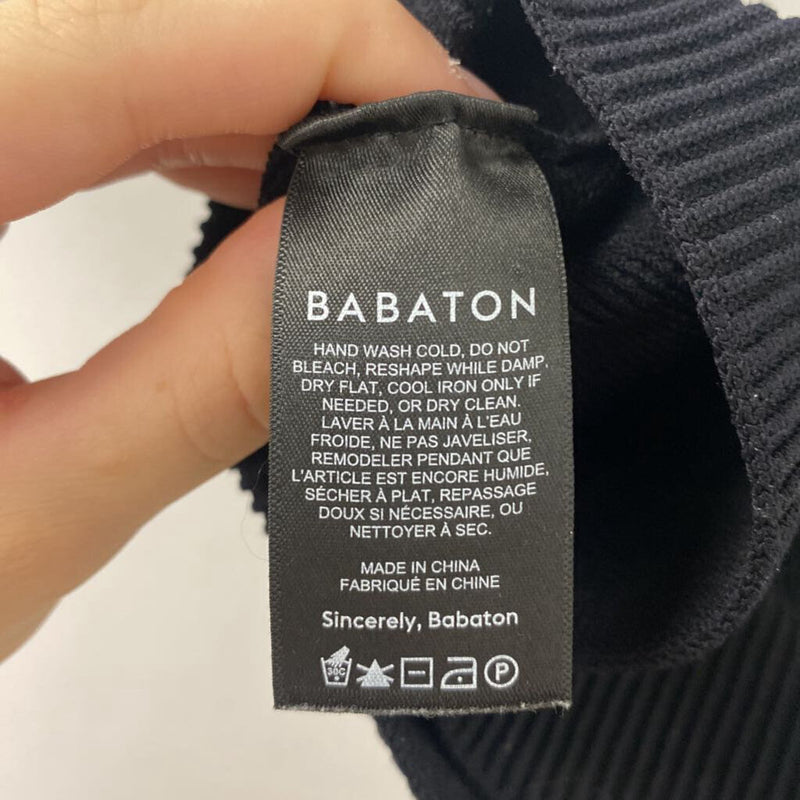 BABATON
HAND WASH COLD, DO NOT
BLEACH, RESHAPE WHILE DAMP.
DRY FLAT, COOL IRON ONLY IF
NEEDED, OR DRY CLEAN.
LAVER À LA MAIN À L'EAU
FROIDE, NE PAS JAVELISER,
REMODELER PENDANT QUE
L'ARTICLE EST ENCORE HUMIDE,
SÉCHER À PLAT, REPASSAGE
DOUX SI NÉCESSAIRE, OU
NETTOYER À SEC.
MADE IN CHINA
FABRIQUÉ EN CHINE
Sincerely, Babaton
30C P